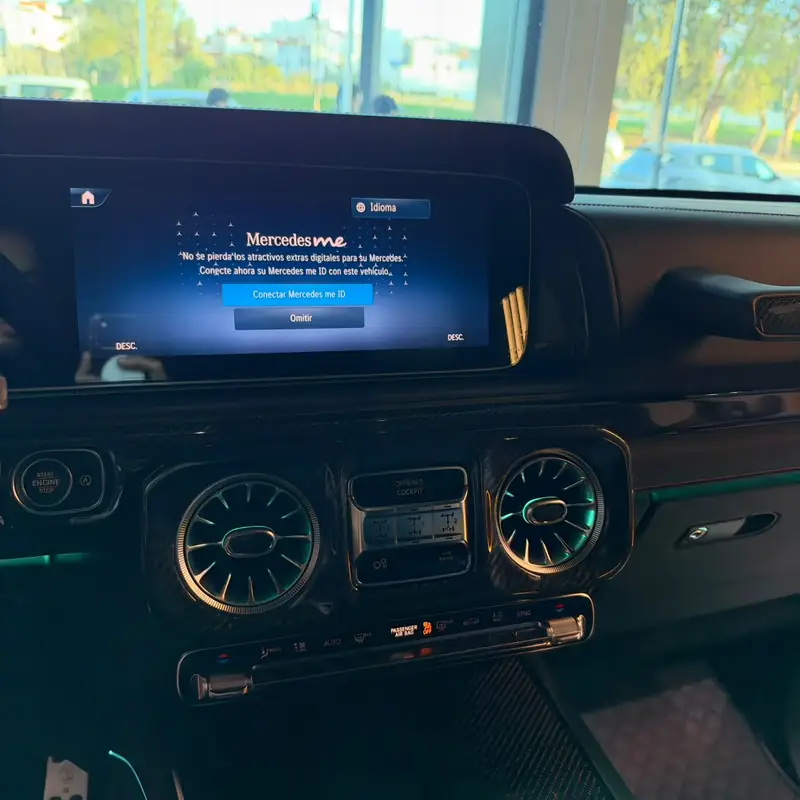 Idioma
Mercedes me
No se pierda los atractivos extras digitales para su Mercedes.
Conecte ahora su Mercedes me ID con este vehículo.
Conectar Mercedes me ID
Omitir
DESC.
DESC.
START
ENGINE
STOP
OFFROAD
COCKPIT
LOW
RANGE
PASSENGER
AIR BAG
OFF
AUTO
SYNC